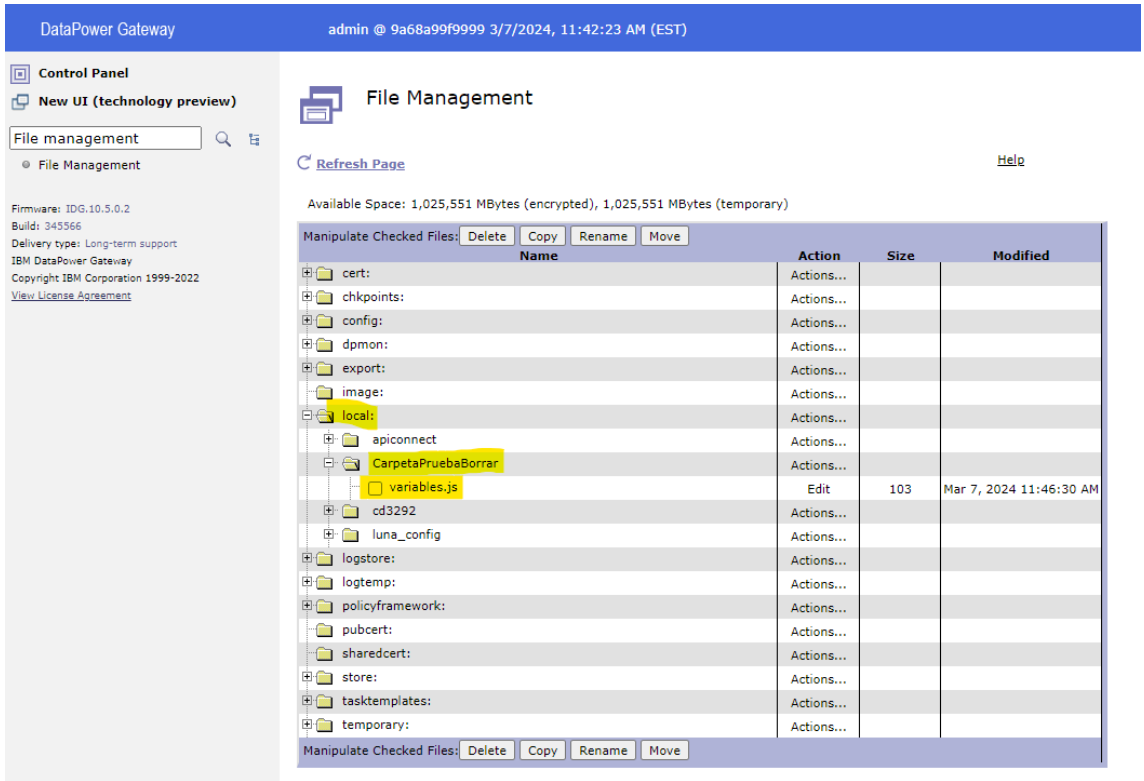 DataPower Gateway
admin @ 9a68a99f9999 3/7/2024, 11:42:23 AM (EST)
Control Panel
New UI (technology preview)
File management
File Management
Firmware: IDG.10.5.0.2
Build: 345566
Delivery type: Long-term support
IBM DataPower Gateway
Copyright IBM Corporation 1999-2022
View License Agreement
File Management
Refresh Page
Help
Available Space: 1,025,551 MBytes (encrypted), 1,025,551 MBytes (temporary)
Manipulate Checked Files: Delete Copy Rename Move
Name Action Size Modified
cert: Actions...
chkpoints: Actions...
config: Actions...
dpmon: Actions...
export: Actions...
image: Actions...
local: Actions...
apiconnect Actions...
CarpetaPruebaBorrar Actions...
variables.js Edit 103 Mar 7, 2024 11:46:30 AM
cd3292 Actions...
luna_config Actions...
logstore: Actions...
logtemp: Actions...
policyframework: Actions...
pubcert: Actions...
sharedcert: Actions...
store: Actions...
tasktemplates: Actions...
temporary: Actions...
Manipulate Checked Files: Delete Copy Rename Move